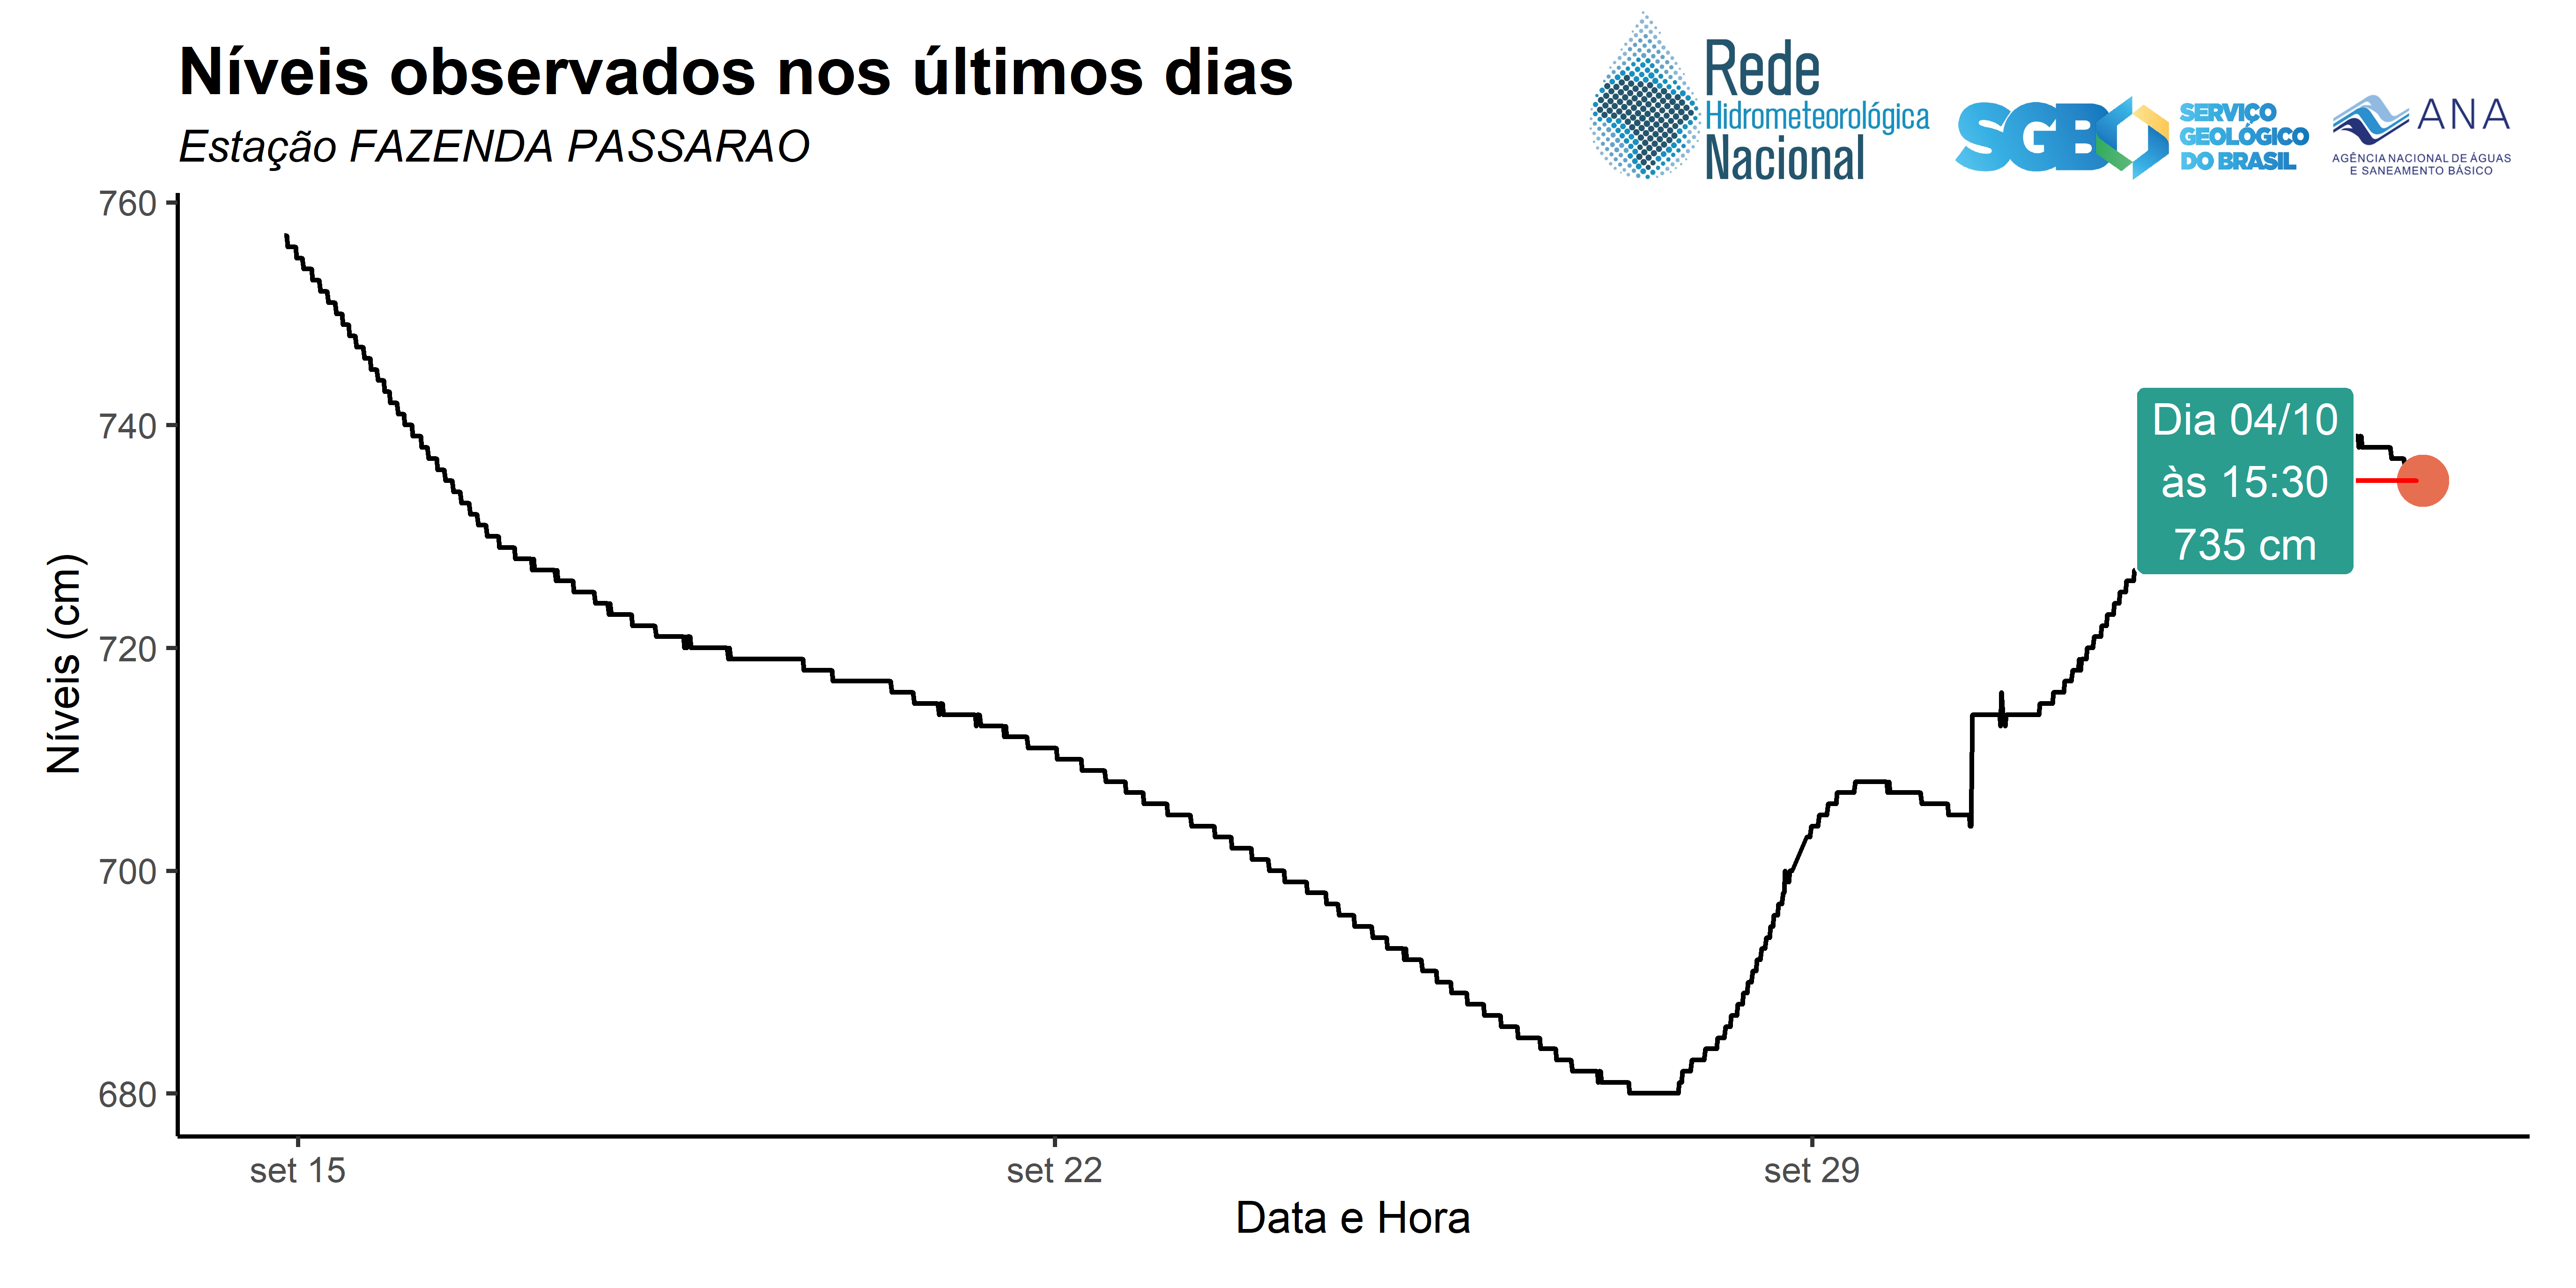 Níveis observados nos últimos dias
Estação FAZENDA PASSARAO
Rede
Hidrometeorológica
Nacional
SGB
SERVIÇO
GEOLÓGICO
DO BRASIL
ANA
AGÊNCIA NACIONAL DE ÁGUAS
E SANEAMENTO BÁSICO
760
740
720
700
680
Níveis (cm)
Dia 04/10
às 15:30
735 cm
set 15
set 22
set 29
Data e Hora